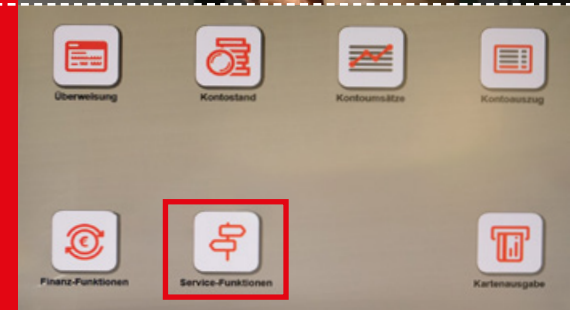 Überweisung
Kontostand
Kontoumsätze
Kontoauszug
Finanz-Funktionen
Service-Funktionen
Kartenausgabe